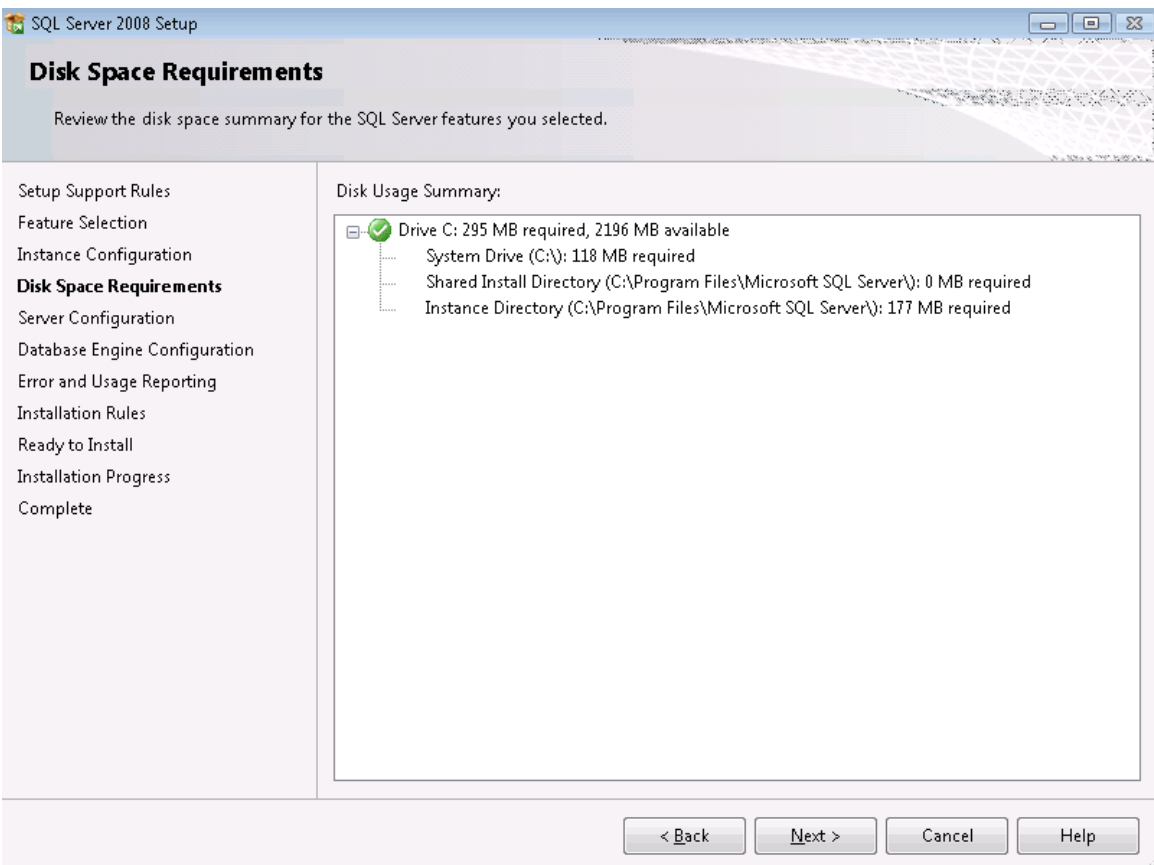 SQL Server 2008 Setup
Disk Space Requirements
Review the disk space summary for the SQL Server features you selected.
Setup Support Rules
Feature Selection
Instance Configuration
Disk Space Requirements
Server Configuration
Database Engine Configuration
Error and Usage Reporting
Installation Rules
Ready to Install
Installation Progress
Complete
Disk Usage Summary:
Drive C: 295 MB required, 2196 MB available
System Drive (C:\): 118 MB required
Shared Install Directory (C:\Program Files\Microsoft SQL Server\): 0 MB required
Instance Directory (C:\Program Files\Microsoft SQL Server\): 177 MB required
< Back
Next >
Cancel
Help